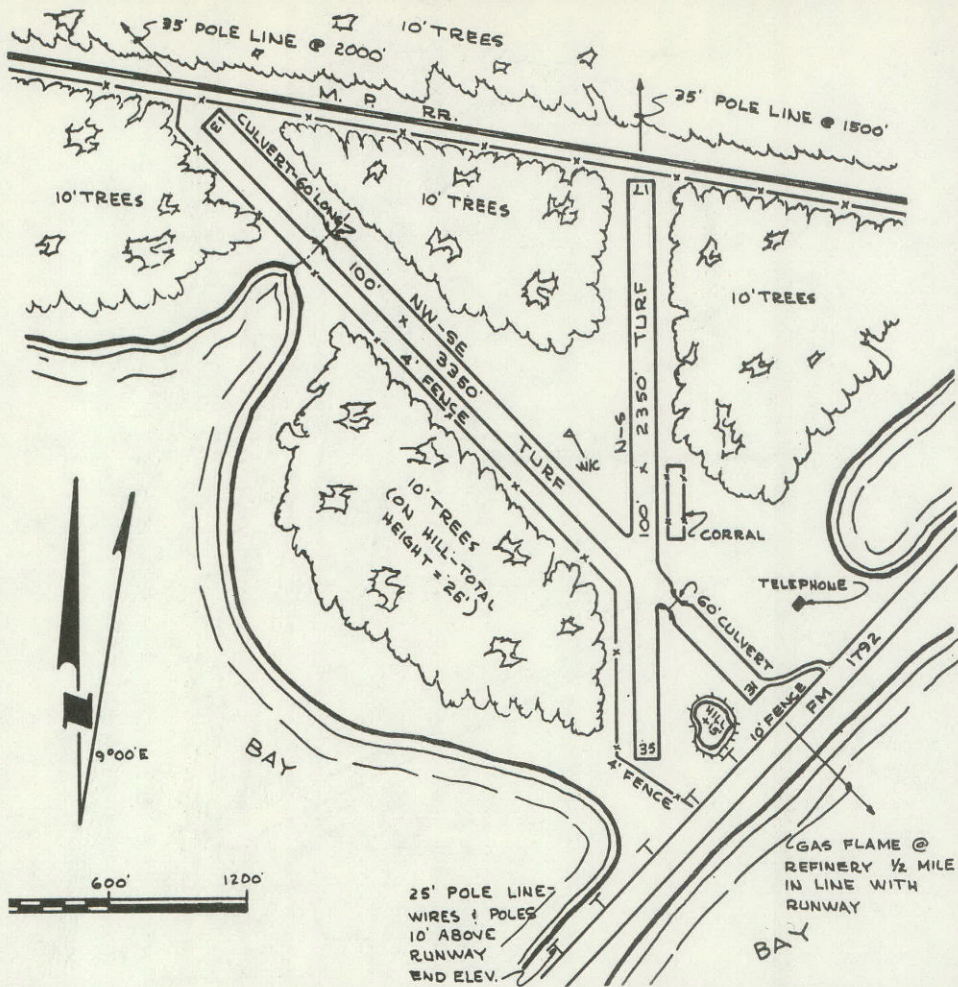 35' POLE LINE @ 2000'
10' TREES
M. P. RR.
35' POLE LINE @ 1500'
13
CULVERT-60' LONG
17
10' TREES
10' TREES
10' TREES
100' x 3350'
NW-SE TURF
4' FENCE
100' x 2350'
N-S TURF
W/C
10' TREES
(ON HILL-TOTAL
HEIGHT = 26')
CORRAL
TELEPHONE
60' CULVERT
31
FM 1792
10' FENCE
HILL
35
4' FENCE
N
9°00'E
BAY
600' 1200'
25' POLE LINE-
WIRES & POLES
10' ABOVE
RUNWAY
END ELEV.
GAS FLAME @
REFINERY 1/2 MILE
IN LINE WITH
RUNWAY
BAY